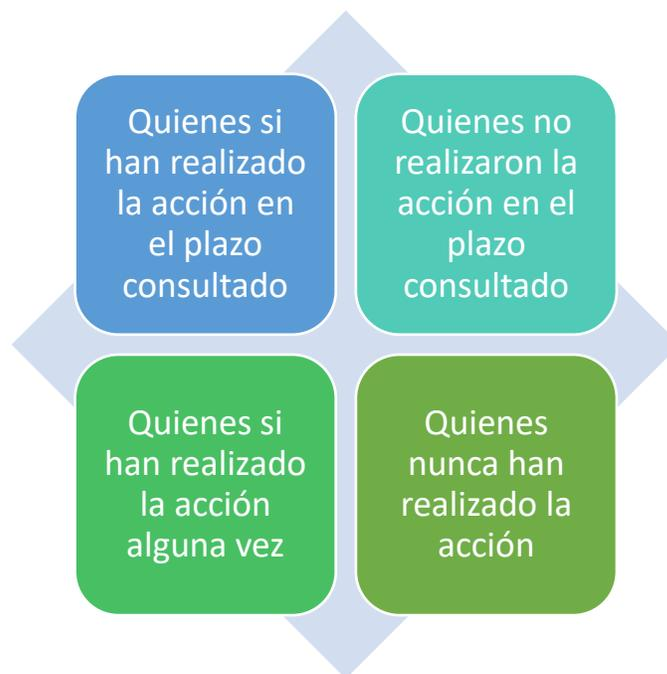 Quienes si
han realizado
la acción en
el plazo
consultado
Quienes no
realizaron la
acción en el
plazo
consultado
Quienes si
han realizado
la acción
alguna vez
Quienes
nunca han
realizado la
acción